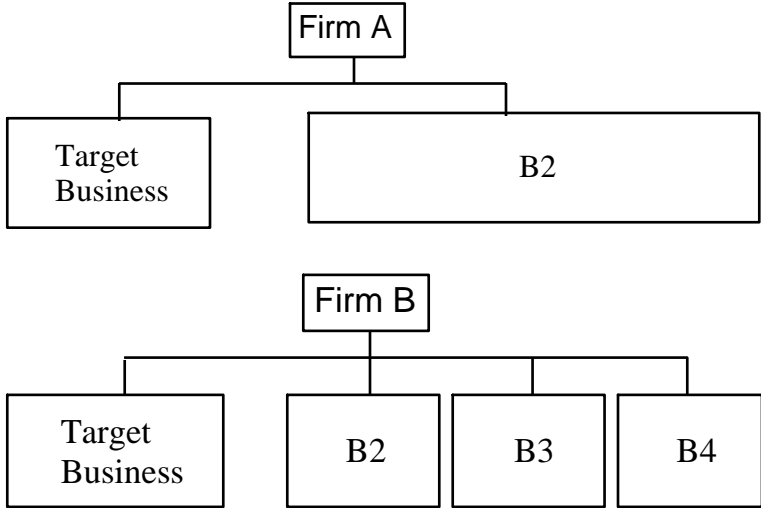 Firm A
Target
Business
B2
Firm B
Target
Business
B2
B3
B4